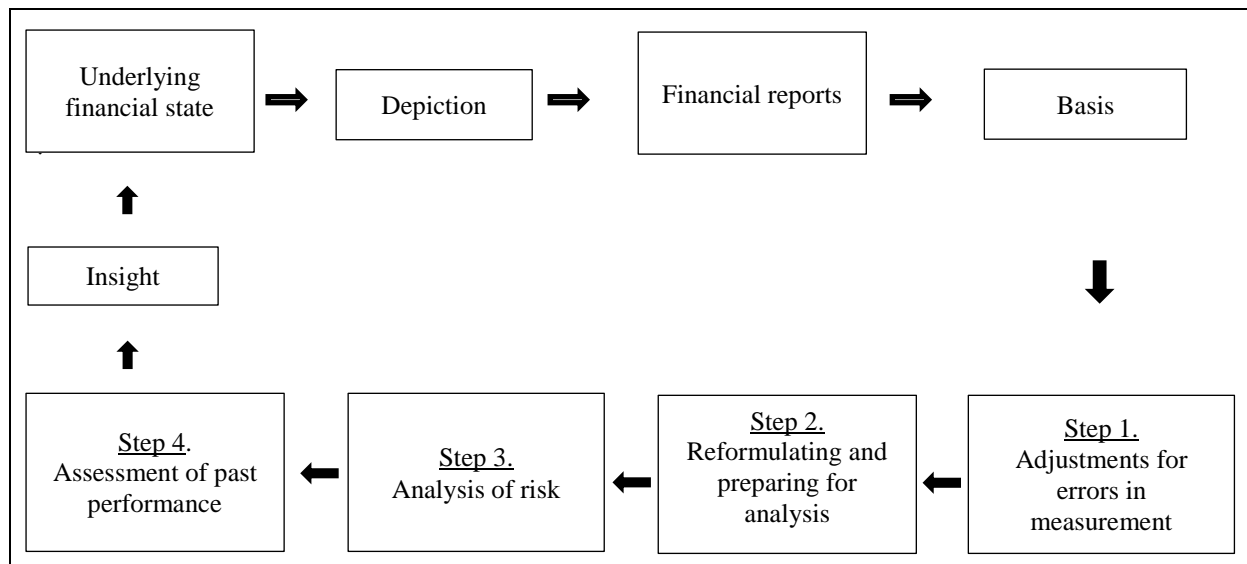 Underlying
financial state
Depiction
Financial reports
Basis
Insight
Step 4.
Assessment of past
performance
Step 3.
Analysis of risk
Step 2.
Reformulating and
preparing for
analysis
Step 1.
Adjustments for
errors in
measurement